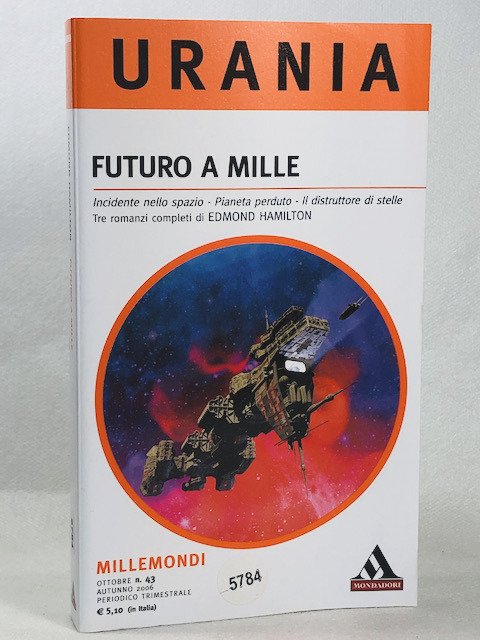 URANIA
FUTURO A MILLE
Incidente nello spazio - Pianeta perduto - Il distruttore di stelle
Tre romanzi completi di EDMOND HAMILTON
MILLEMONDI
OTTOBRE n. 43
AUTUNNO 2006
PERIODICO TRIMESTRALE
€ 5,10 (in Italia)
5784
MONDADORI